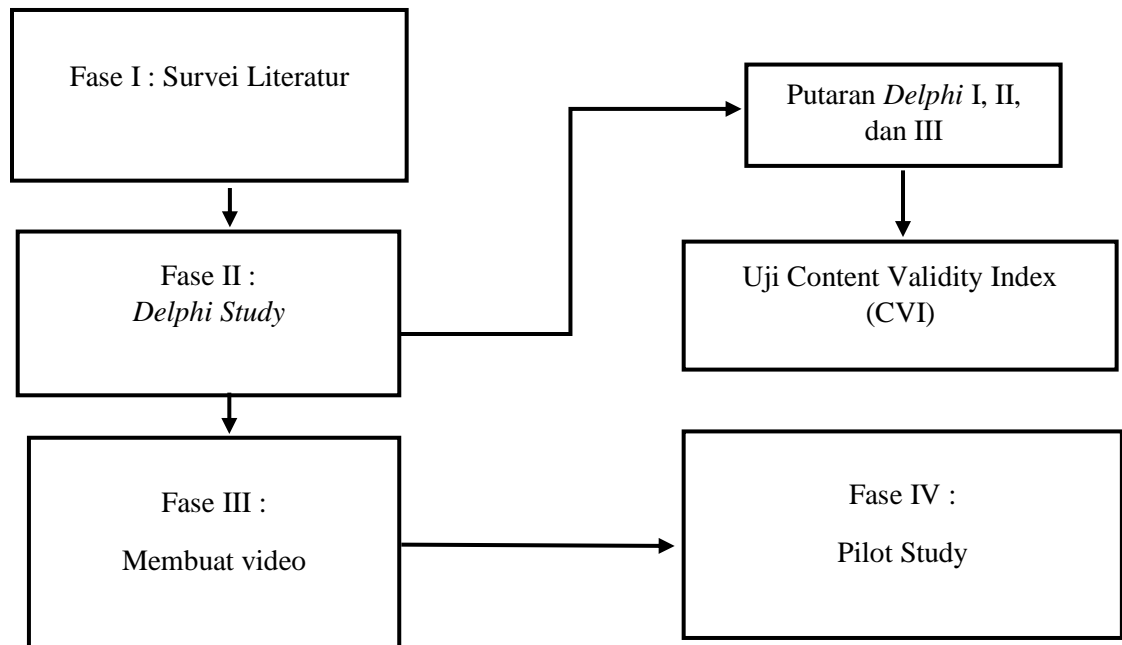 Fase I : Survei Literatur
Putaran Delphi I, II,
dan III
Fase II :
Delphi Study
Uji Content Validity Index
(CVI)
Fase III :
Membuat video
Fase IV :
Pilot Study